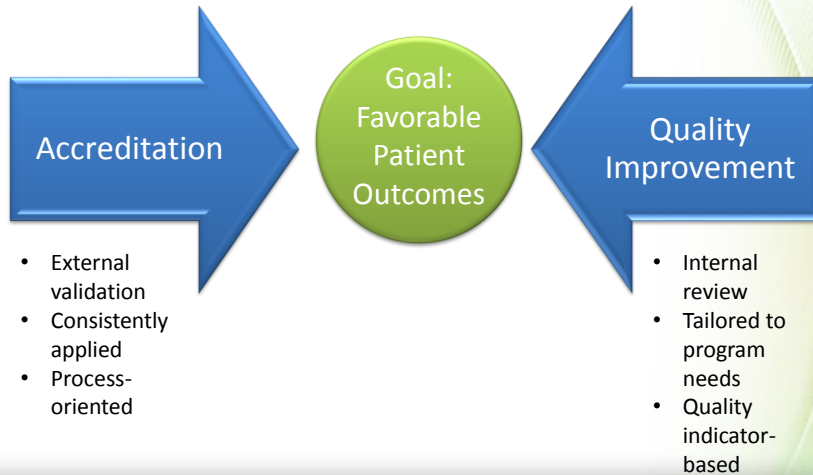 Accreditation
Goal:
Favorable
Patient
Outcomes
Quality
Improvement
• External
validation
• Consistently
applied
• Process-
oriented
• Internal
review
• Tailored to
program
needs
• Quality
indicator-
based